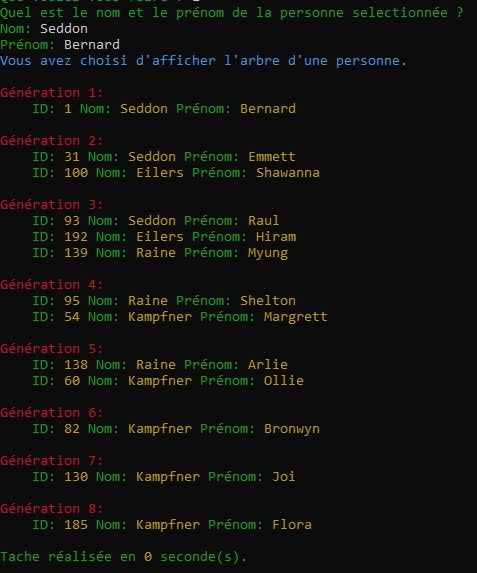 Quel est le nom et le prénom de la personne selectionnée ?
Nom: Seddon
Prénom: Bernard
Vous avez choisi d'afficher l'arbre d'une personne.
Génération 1:
ID: 1 Nom: Seddon Prénom: Bernard
Génération 2:
ID: 31 Nom: Seddon Prénom: Emmett
ID: 100 Nom: Eilers Prénom: Shawanna
Génération 3:
ID: 93 Nom: Seddon Prénom: Raul
ID: 192 Nom: Eilers Prénom: Hiram
ID: 139 Nom: Raine Prénom: Myung
Génération 4:
ID: 95 Nom: Raine Prénom: Shelton
ID: 54 Nom: Kampfner Prénom: Margrett
Génération 5:
ID: 138 Nom: Raine Prénom: Arlie
ID: 60 Nom: Kampfner Prénom: Ollie
Génération 6:
ID: 82 Nom: Kampfner Prénom: Bronwyn
Génération 7:
ID: 130 Nom: Kampfner Prénom: Joi
Génération 8:
ID: 185 Nom: Kampfner Prénom: Flora
Tache réalisée en 0 seconde(s).